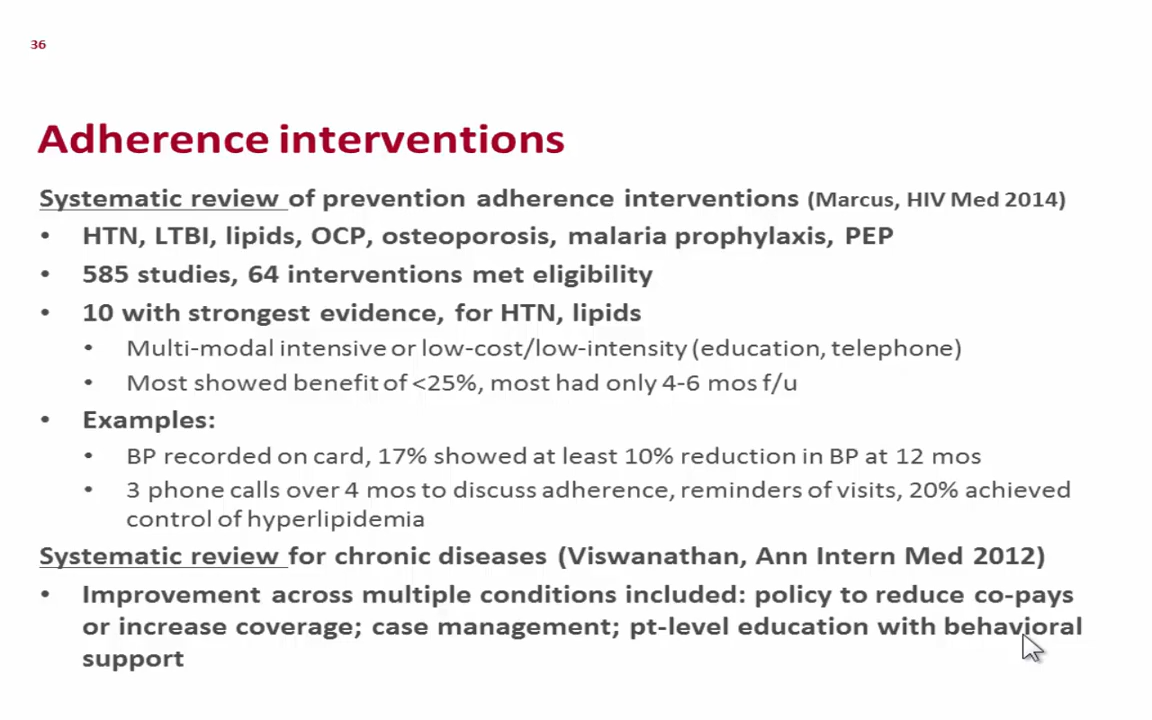 36
Adherence interventions
Systematic review of prevention adherence interventions (Marcus, HIV Med 2014)
• HTN, LTBI, lipids, OCP, osteoporosis, malaria prophylaxis, PEP
• 585 studies, 64 interventions met eligibility
• 10 with strongest evidence, for HTN, lipids
• Multi-modal intensive or low-cost/low-intensity (education, telephone)
• Most showed benefit of <25%, most had only 4-6 mos f/u
• Examples:
• BP recorded on card, 17% showed at least 10% reduction in BP at 12 mos
• 3 phone calls over 4 mos to discuss adherence, reminders of visits, 20% achieved
control of hyperlipidemia
Systematic review for chronic diseases (Viswanathan, Ann Intern Med 2012)
• Improvement across multiple conditions included: policy to reduce co-pays
or increase coverage; case management; pt-level education with behavioral
support